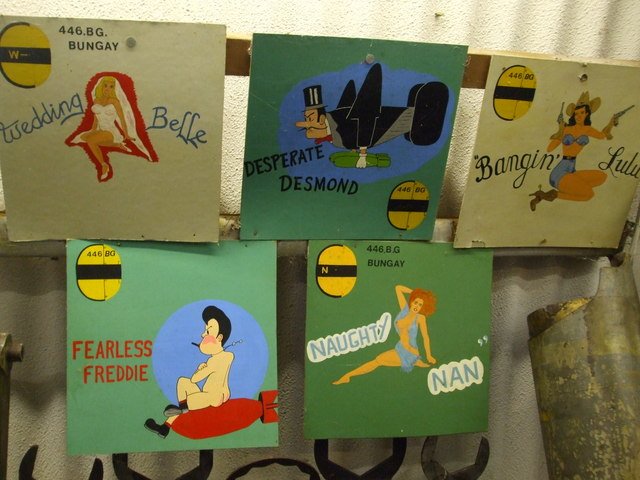 446.BG.
BUNGAY
W-
Wedding Belle
DESPERATE
DESMOND
446 BG
446 BG
"Bangin' Lulu
446 BG
FEARLESS
FREDDIE
446.B.G
BUNGAY
N
NAUGHTY
NAN